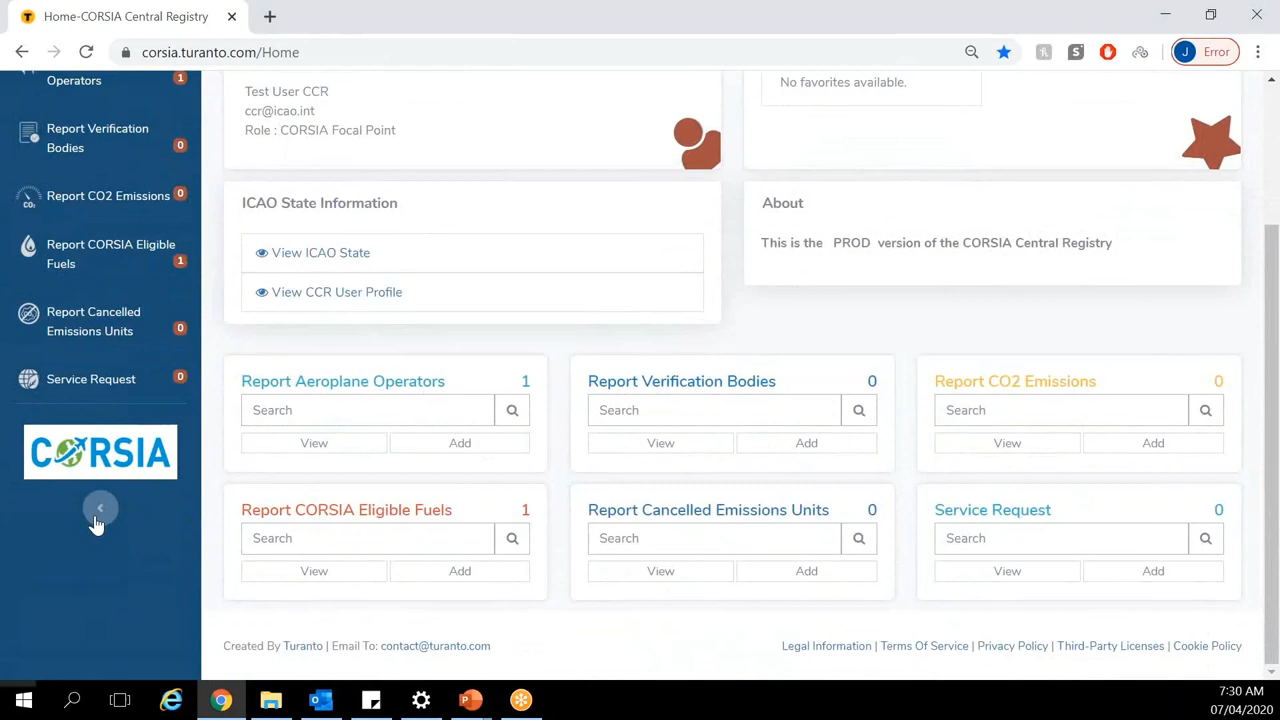 Home-CORSIA Central Registry
corsia.turanto.com/Home
J Error
Operators 1
Report Verification
Bodies 0
Report CO2 Emissions 0
Report CORSIA Eligible
Fuels 1
Report Cancelled
Emissions Units 0
Service Request 0
CORSIA
Test User CCR
ccr@icao.int
Role : CORSIA Focal Point
No favorites available.
ICAO State Information
View ICAO State
View CCR User Profile
About
This is the PROD version of the CORSIA Central Registry
Report Aeroplane Operators 1
Search
View Add
Report Verification Bodies 0
Search
View Add
Report CO2 Emissions 0
Search
View Add
Report CORSIA Eligible Fuels 1
Search
View Add
Report Cancelled Emissions Units 0
Search
View Add
Service Request 0
Search
View Add
Created By Turanto | Email To: contact@turanto.com
Legal Information | Terms Of Service | Privacy Policy | Third-Party Licenses | Cookie Policy
7:30 AM
07/04/2020